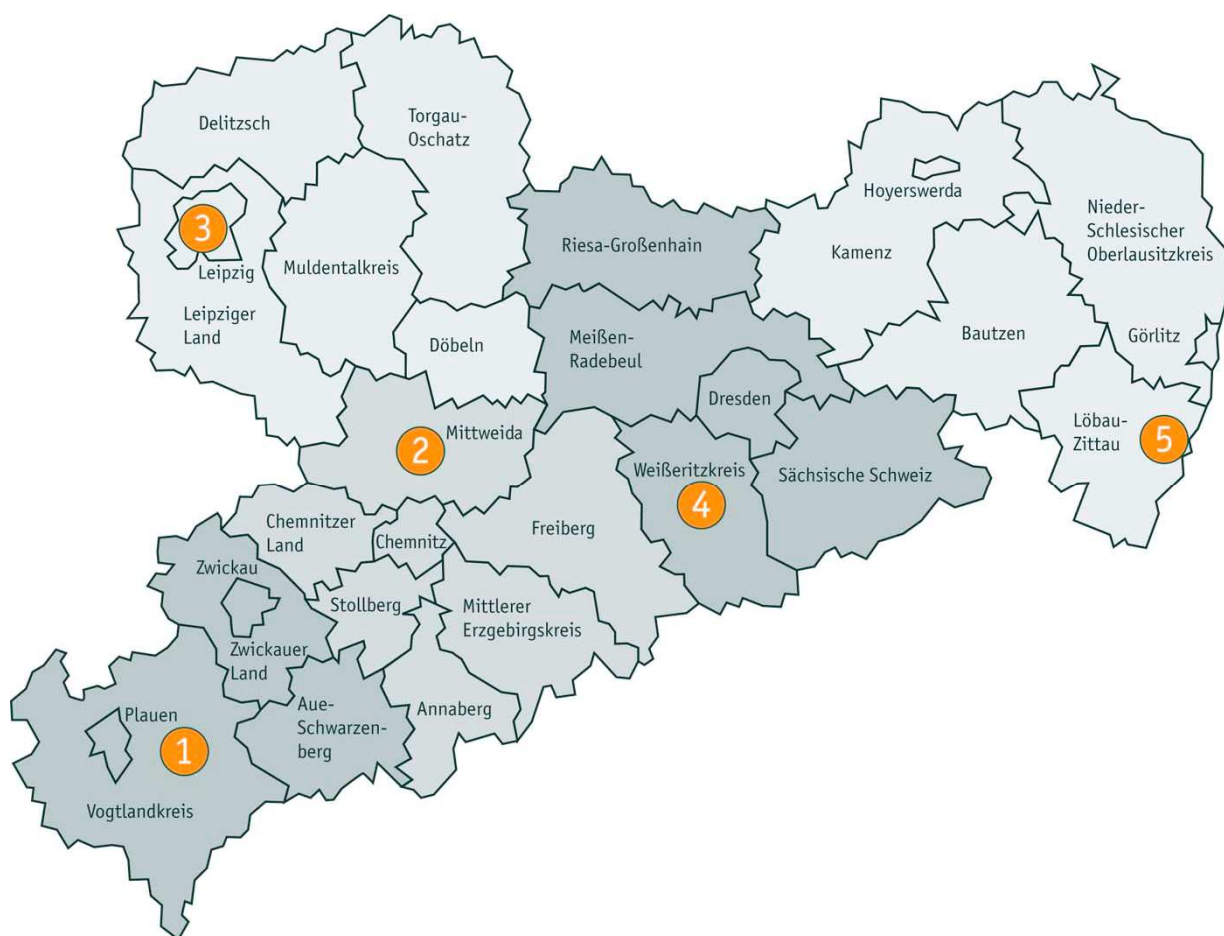 Delitzsch
Torgau-
Oschatz
Hoyerswerda
Nieder-
Schlesischer
Oberlausitzkreis
3
Leipzig
Muldentalkreis
Riesa-Großenhain
Kamenz
Leipziger
Land
Döbeln
Meißen-
Radebeul
Bautzen
Görlitz
Dresden
2
Mittweida
Löbau-
Zittau
5
Weißeritzkreis
4
Sächsische Schweiz
Chemnitzer
Land
Chemnitz
Freiberg
Zwickau
Stollberg
Mittlerer
Erzgebirgskreis
Zwickauer
Land
Plauen
1
Aue-
Schwarzen-
berg
Annaberg
Vogtlandkreis